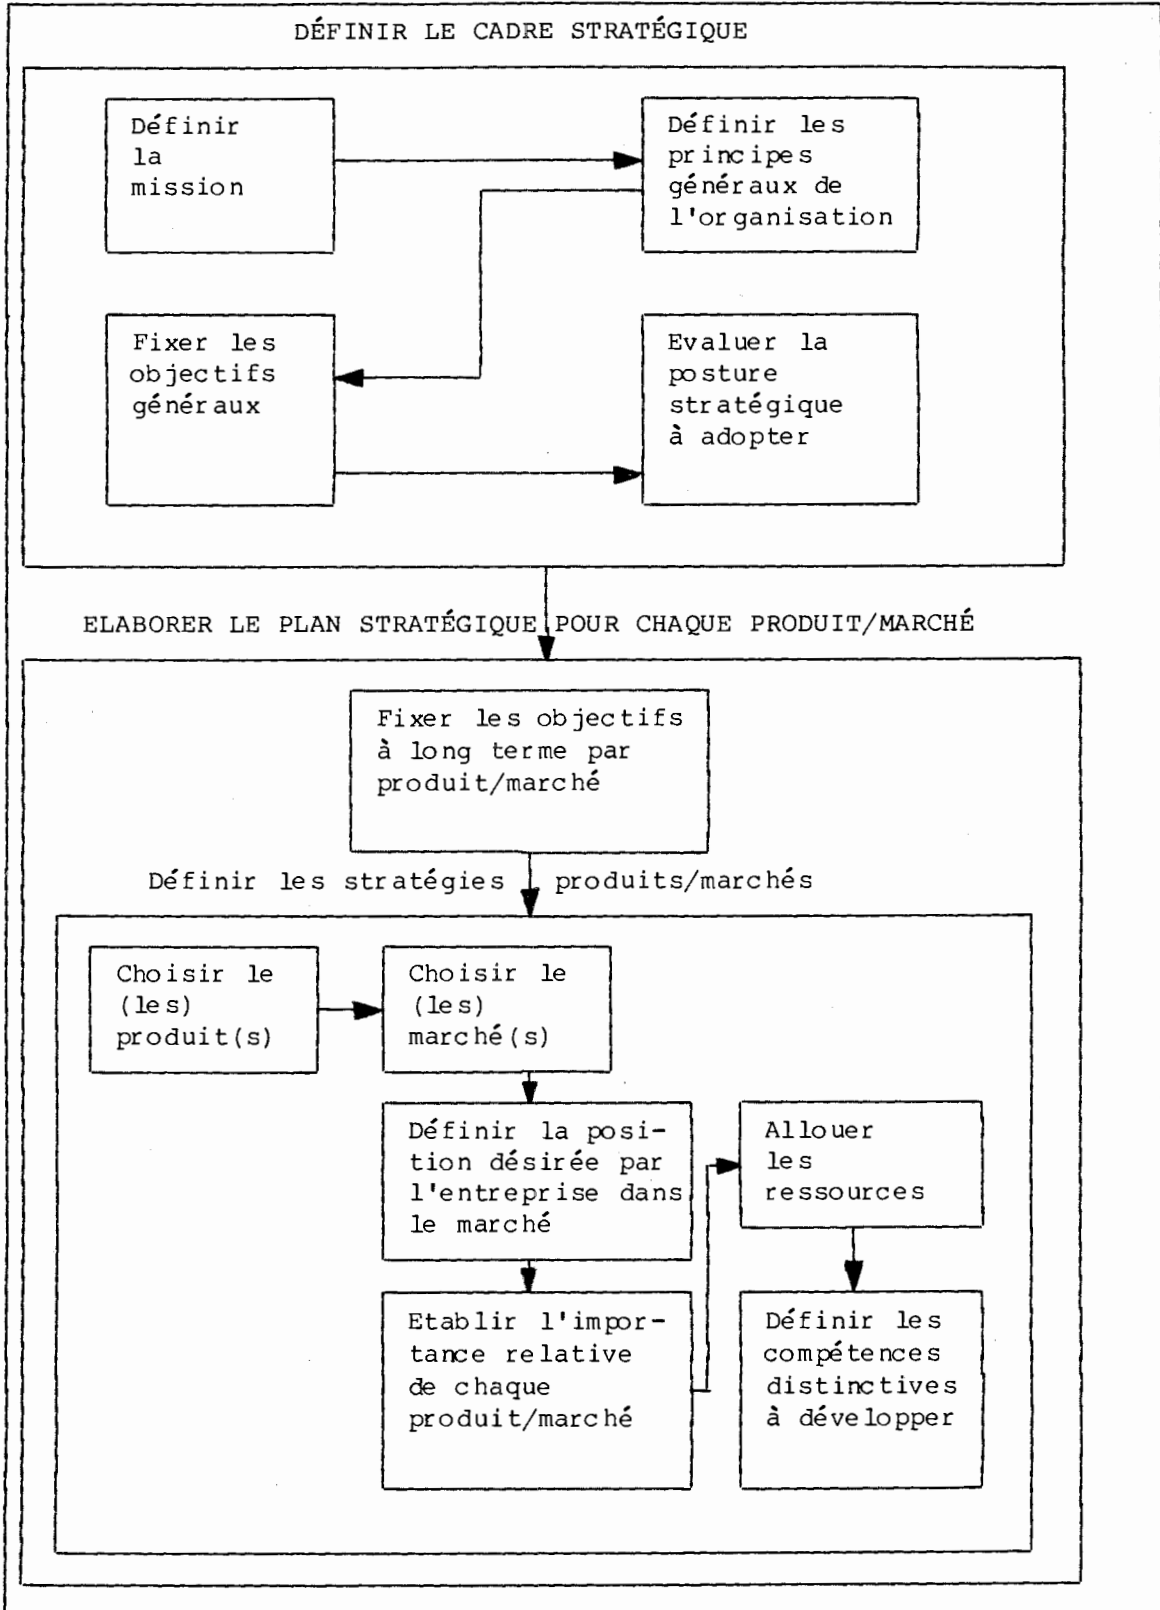 DÉFINIR LE CADRE STRATÉGIQUE
Définir
la
mission
Définir les
principes
généraux de
l'organisation
Fixer les
objectifs
généraux
Evaluer la
posture
stratégique
à adopter
ELABORER LE PLAN STRATÉGIQUE POUR CHAQUE PRODUIT/MARCHÉ
Fixer les objectifs
à long terme par
produit/marché
Définir les stratégies produits/marchés
Choisir le
(les)
produit(s)
Choisir le
(les)
marché(s)
Définir la posi-
tion désirée par
l'entreprise dans
le marché
Etablir l'impor-
tance relative
de chaque
produit/marché
Allouer
les
ressources
Définir les
compétences
distinctives
à développer